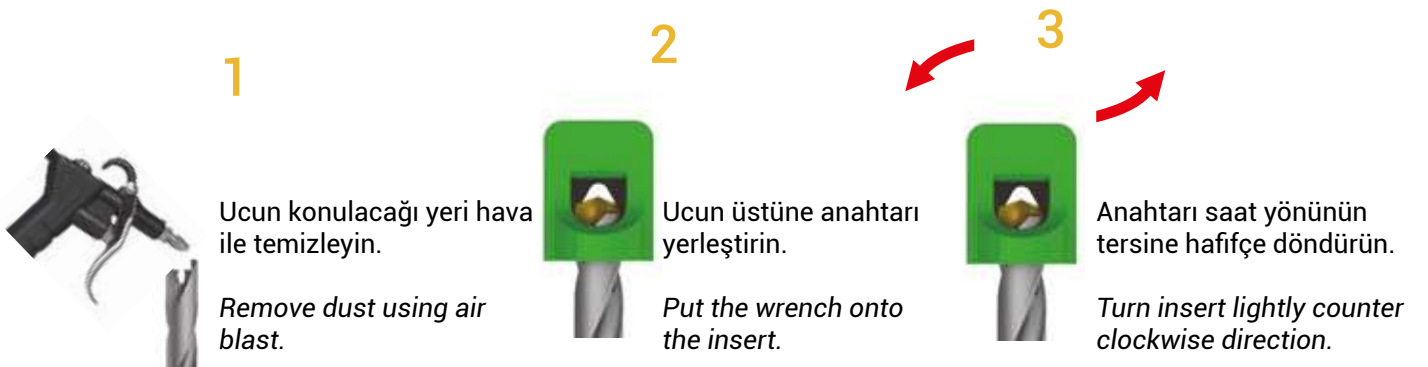 1
Ucun konulacağı yeri hava
ile temizleyin.
Remove dust using air
blast.
2
Ucun üstüne anahtarı
yerleştirin.
Put the wrench onto
the insert.
3
Anahtarı saat yönünün
tersine hafifçe döndürün.
Turn insert lightly counter
clockwise direction.